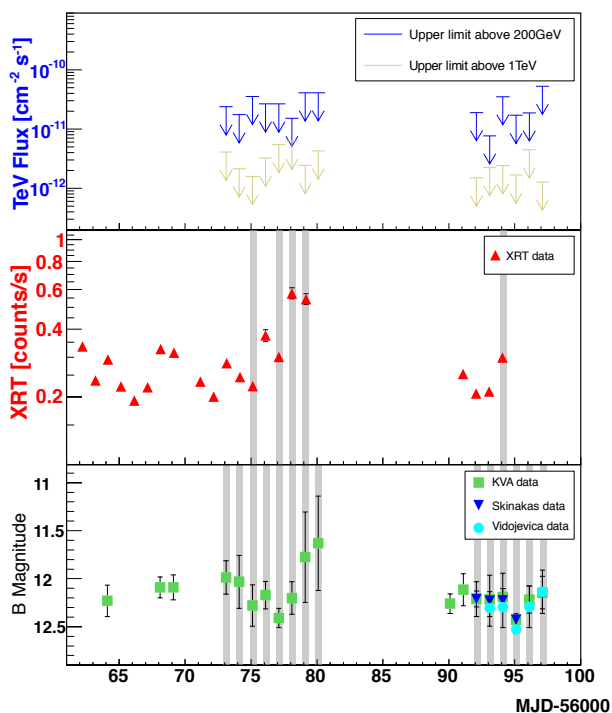 TeV Flux [cm-2 s-1]
10-10
10-11
10-12
Upper limit above 200GeV
Upper limit above 1TeV
XRT [counts/s]
1
0.8
0.6
0.4
0.2
XRT data
B Magnitude
11
11.5
12
12.5
KVA data
Skinakas data
Vidojevica data
65 70 75 80 85 90 95 100
MJD-56000